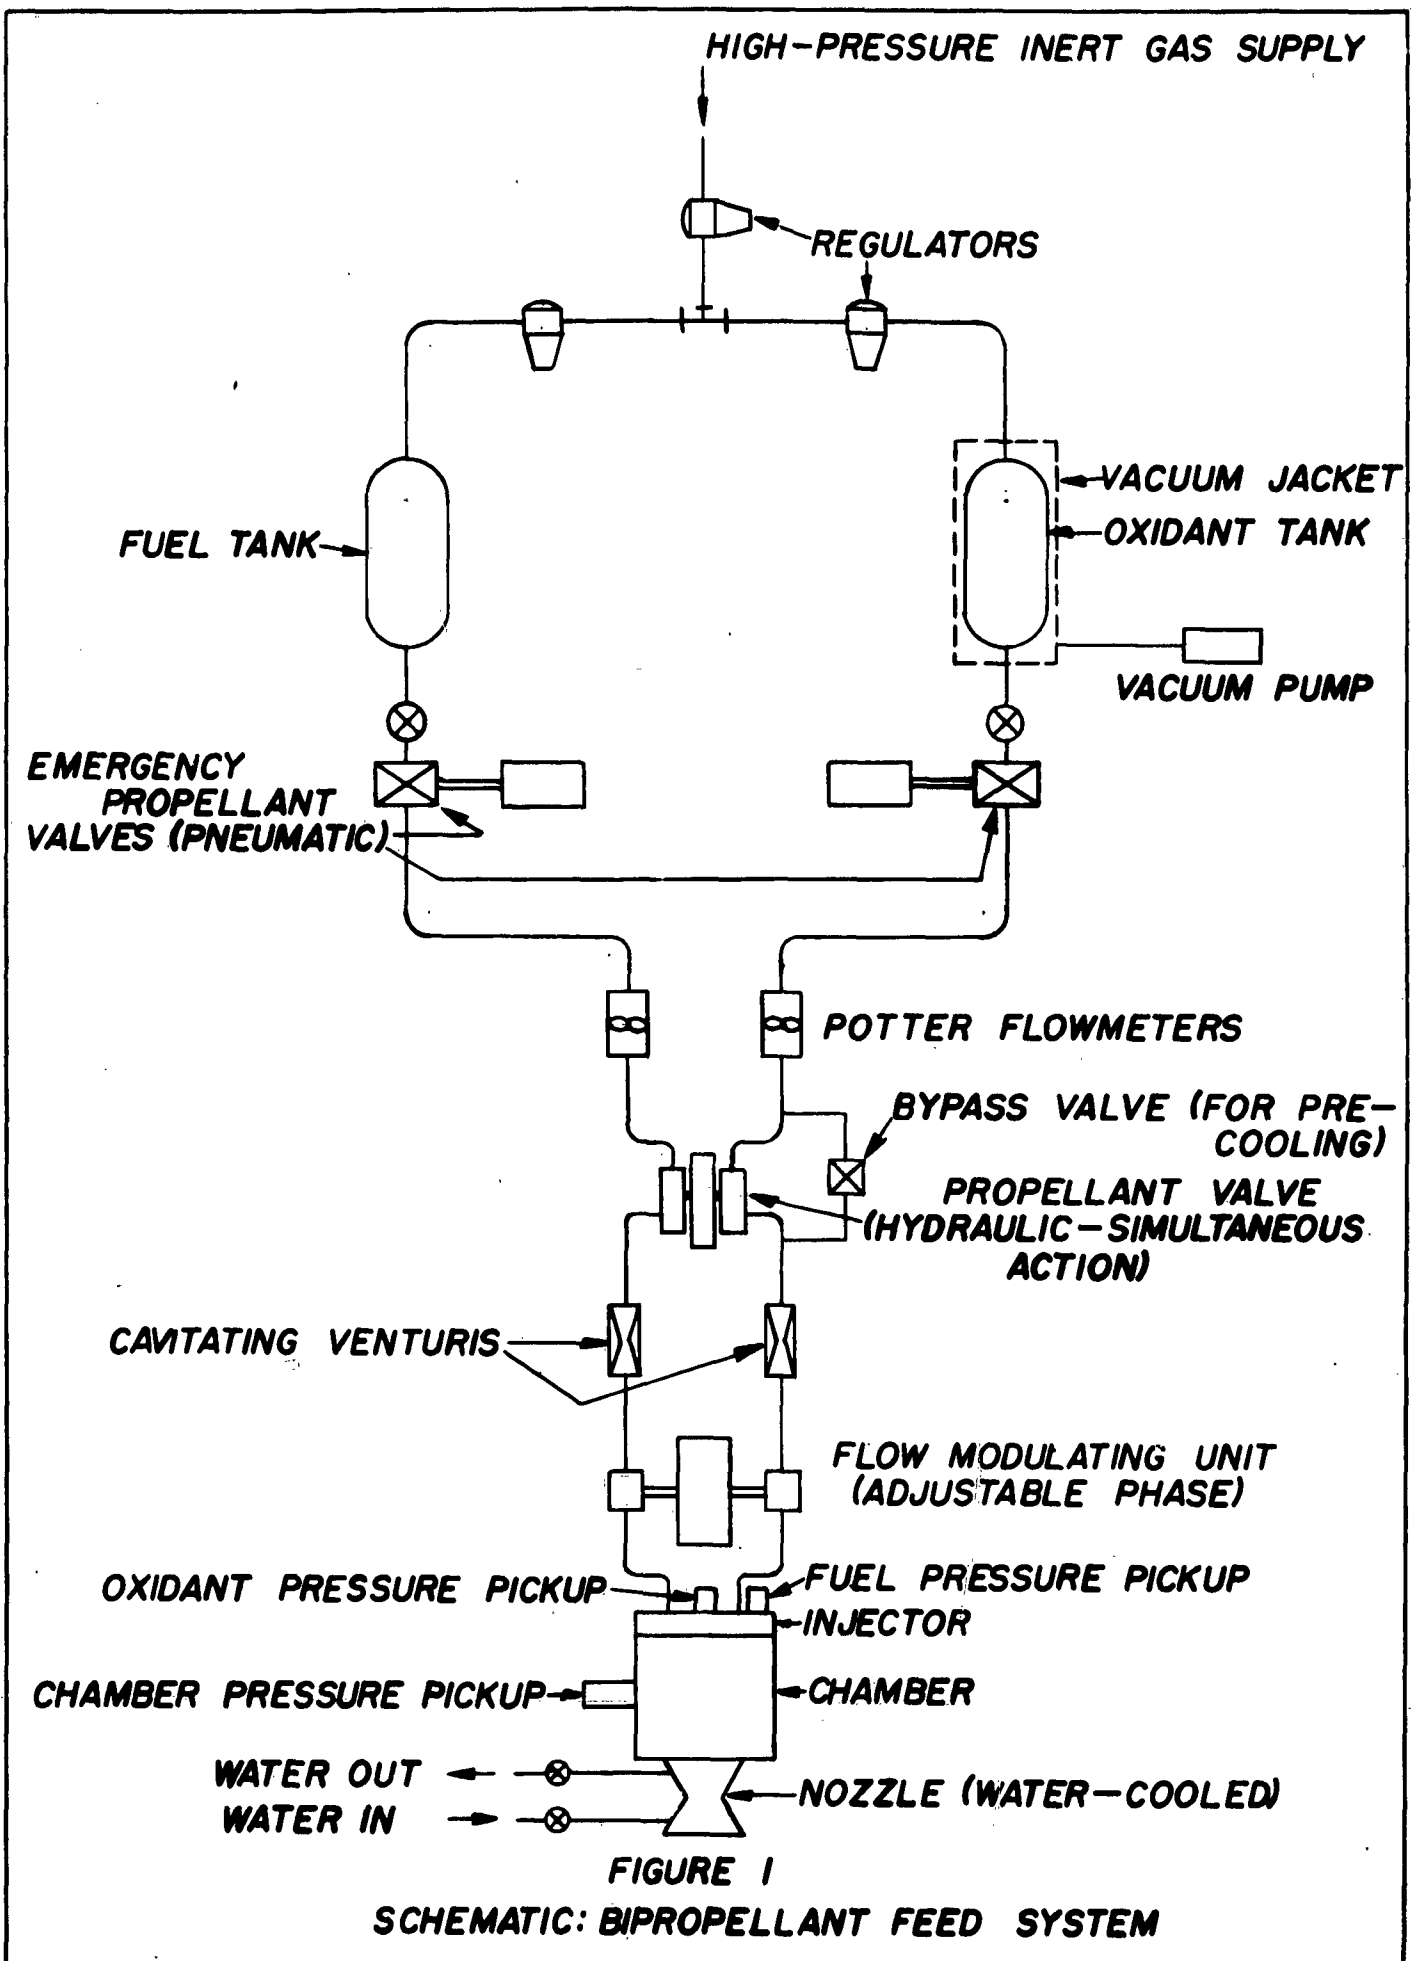 HIGH-PRESSURE INERT GAS SUPPLY
REGULATORS
VACUUM JACKET
OXIDANT TANK
FUEL TANK
VACUUM PUMP
EMERGENCY
PROPELLANT
VALVES (PNEUMATIC)
POTTER FLOWMETERS
BYPASS VALVE (FOR PRE-
COOLING)
PROPELLANT VALVE
(HYDRAULIC-SIMULTANEOUS
ACTION)
CAVITATING VENTURIS
FLOW MODULATING UNIT
(ADJUSTABLE PHASE)
OXIDANT PRESSURE PICKUP
FUEL PRESSURE PICKUP
INJECTOR
CHAMBER PRESSURE PICKUP
CHAMBER
WATER OUT
NOZZLE (WATER-COOLED)
WATER IN
FIGURE 1
SCHEMATIC: BIPROPELLANT FEED SYSTEM